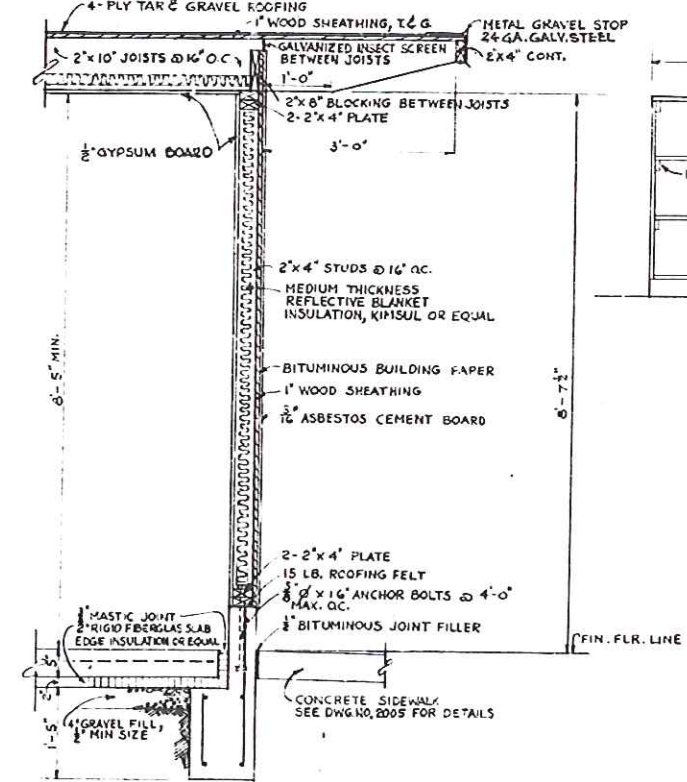 4-PLY TAR & GRAVEL ROOFING
1" WOOD SHEATHING, T. & G.
METAL GRAVEL STOP
24 GA. GALV. STEEL
GALVANIZED INSECT SCREEN
BETWEEN JOISTS
2"x4" CONT.
2"x10" JOISTS @ 16" O.C.
1'-0"
2"x8" BLOCKING BETWEEN JOISTS
2-2"x4" PLATE
½" GYPSUM BOARD
3'-0"
2"x4" STUDS @ 16" O.C.
MEDIUM THICKNESS
REFLECTIVE BLANKET
INSULATION, KIMSUL OR EQUAL
8'-5" MIN.
BITUMINOUS BUILDING PAPER
1" WOOD SHEATHING
3/16" ASBESTOS CEMENT BOARD
8'-7½"
2-2"x4" PLATE
15 LB. ROOFING FELT
5/8" Ø x 16" ANCHOR BOLTS @ 4'-0"
MAX. O.C.
½" BITUMINOUS JOINT FILLER
½" MASTIC JOINT
RIGID FIBERGLAS SLAB
EDGE INSULATION OR EQUAL
FIN. FLR. LINE
5"
2"
1'-5"
4" GRAVEL FILL,
½" MIN SIZE
CONCRETE SIDEWALK
SEE DWG. NO. 2005 FOR DETAILS